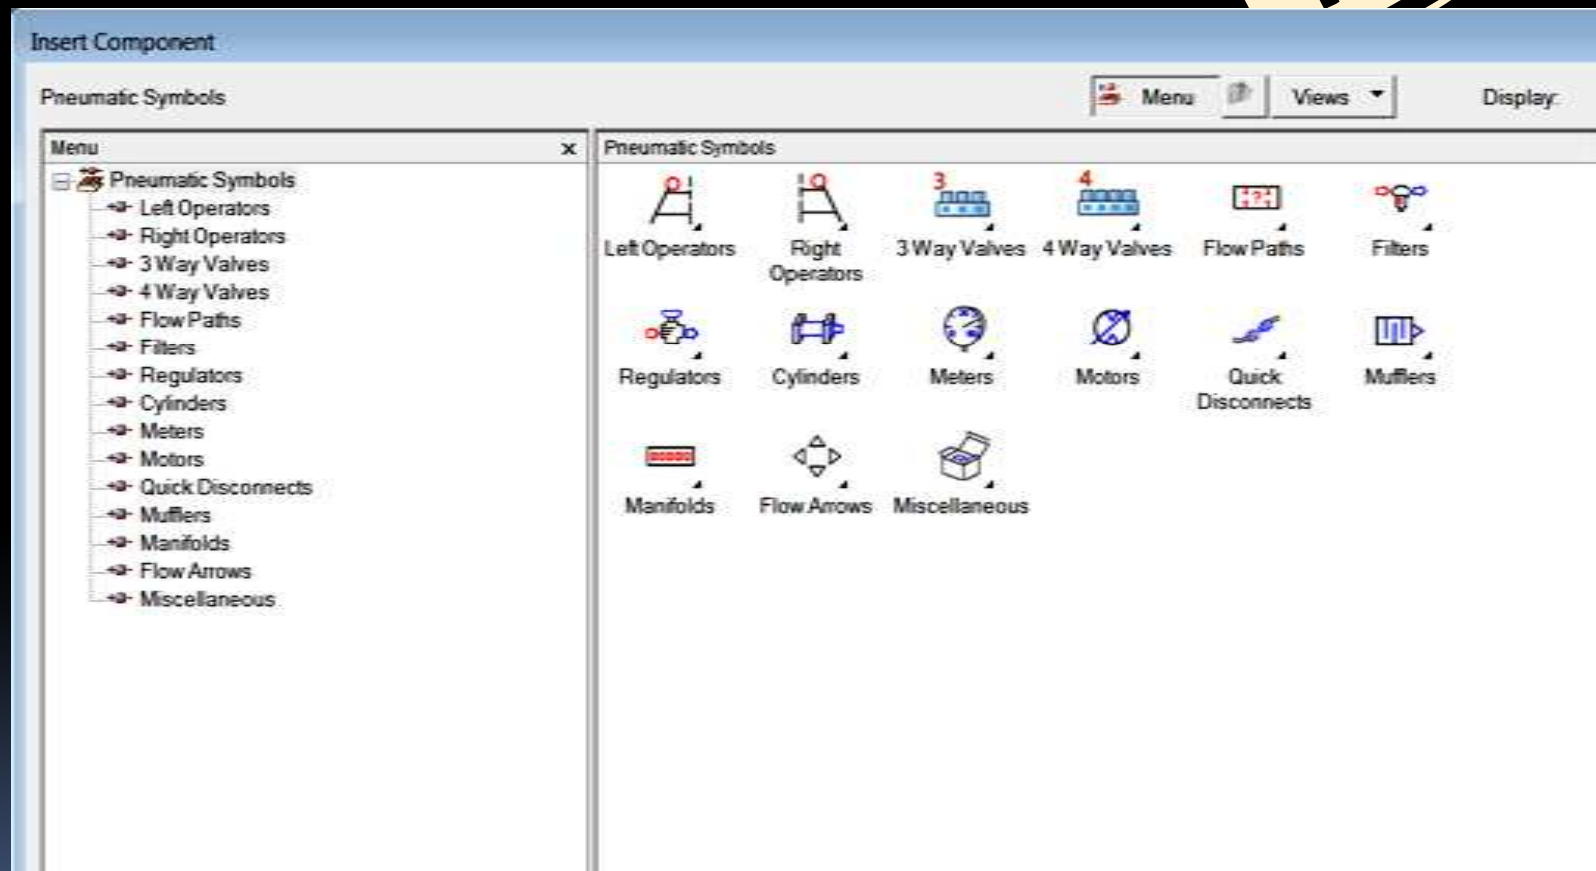 Insert Component
Pneumatic Symbols
Menu
Views
Display:
Menu
x
Pneumatic Symbols
Left Operators
Right Operators
3 Way Valves
4 Way Valves
Flow Paths
Filters
Regulators
Cylinders
Meters
Motors
Quick Disconnects
Mufflers
Manifolds
Flow Arrows
Miscellaneous
Pneumatic Symbols
3
4
Left Operators
Right
Operators
3 Way Valves
4 Way Valves
Flow Paths
Filters
Regulators
Cylinders
Meters
Motors
Quick
Disconnects
Mufflers
Manifolds
Flow Arrows
Miscellaneous